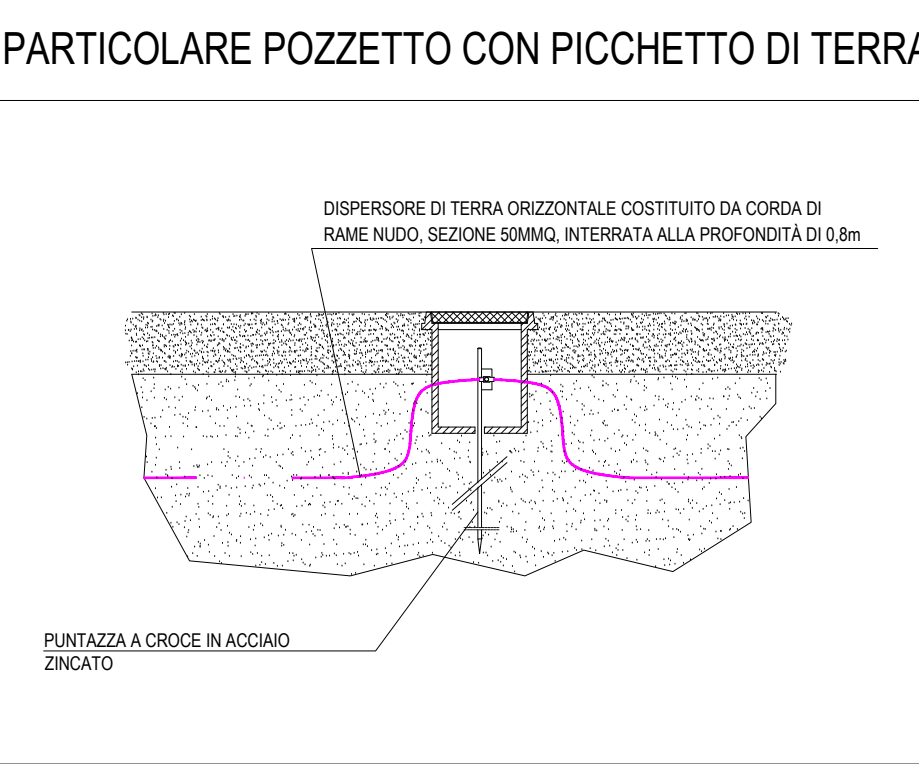 PARTICOLARE POZZETTO CON PICCHETTO DI TERRA
DISPERSORE DI TERRA ORIZZONTALE COSTITUITO DA CORDA DI
RAME NUDO, SEZIONE 50MMQ, INTERRATA ALLA PROFONDITÀ DI 0,8m
PUNTAZZA A CROCE IN ACCIAIO
ZINCATO